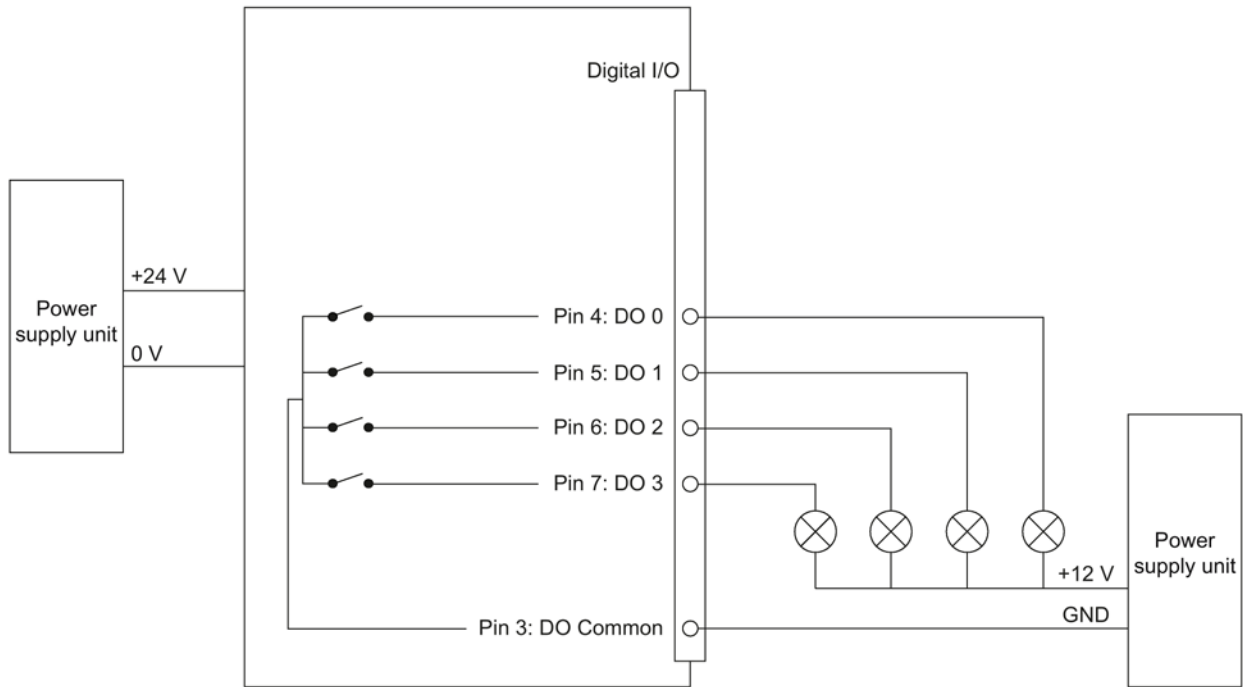 Digital I/O
+24 V
Power
supply unit
0 V
Pin 4: DO 0
Pin 5: DO 1
Pin 6: DO 2
Pin 7: DO 3
Power
supply unit
+12 V
GND
Pin 3: DO Common